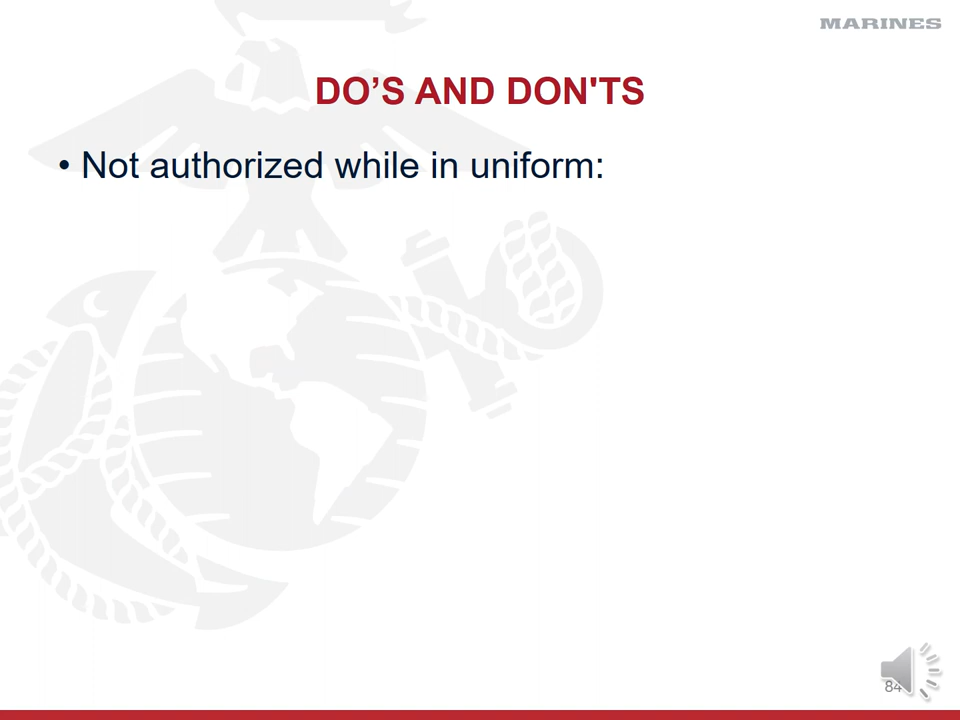 MARINES
DO’S AND DON'TS
• Not authorized while in uniform:
84